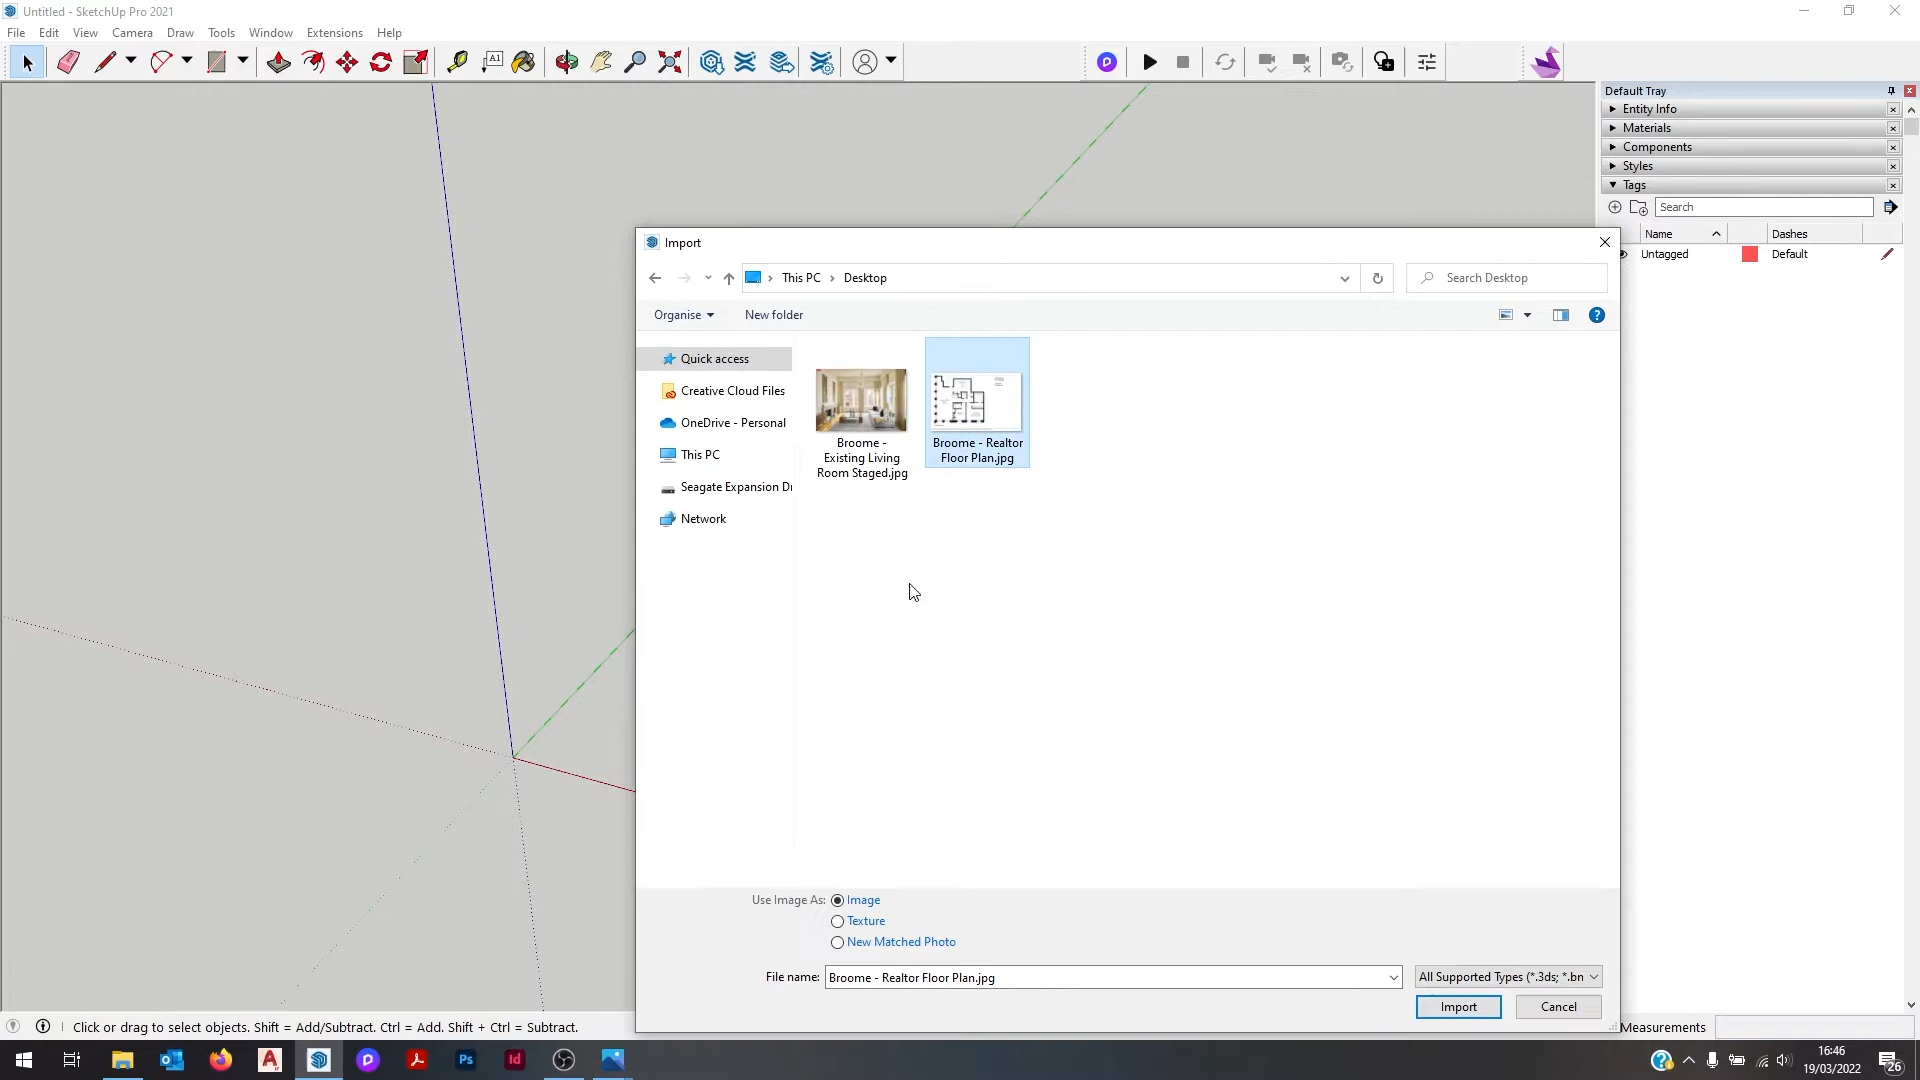 Untitled - SketchUp Pro 2021
File Edit View Camera Draw Tools Window Extensions Help
A1
Default Tray
Entity Info
Materials
Components
Styles
Tags
Search
Name Dashes
Untagged Default
Import
This PC Desktop
Search Desktop
Organise New folder
Quick access
Creative Cloud Files
OneDrive - Personal
This PC
Seagate Expansion Dr
Network
Broome -
Existing Living
Room Staged.jpg
Broome - Realtor
Floor Plan.jpg
Use Image As: Image
Texture
New Matched Photo
File name: Broome - Realtor Floor Plan.jpg
All Supported Types (*.3ds; *.bn
Import Cancel
Click or drag to select objects. Shift = Add/Subtract. Ctrl = Add. Shift + Ctrl = Subtract.
Measurements
Ps
Id
16:46
19/03/2022
26